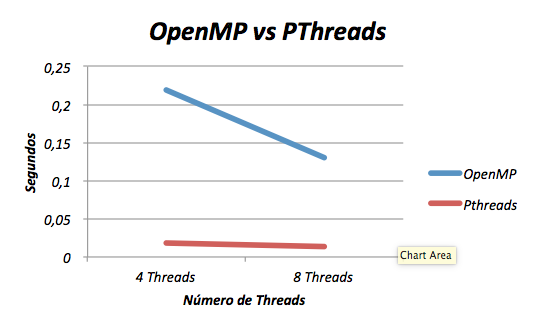 OpenMP vs PThreads
0,25
0,2
0,15
0,1
0,05
0
Segundos
4 Threads
8 Threads
Número de Threads
OpenMP
Pthreads
Chart Area